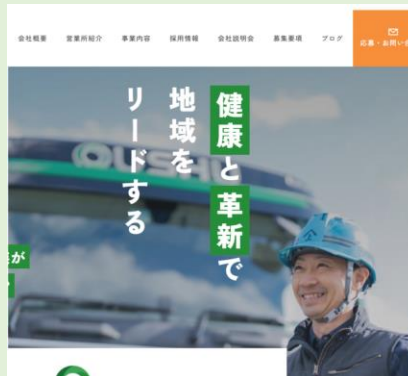 会社概要 営業所紹介 事業内容 採用情報 会社説明会 募集要項 ブログ
応募・お問い
健康と革新で
地域を
リードする
OUSHU
が